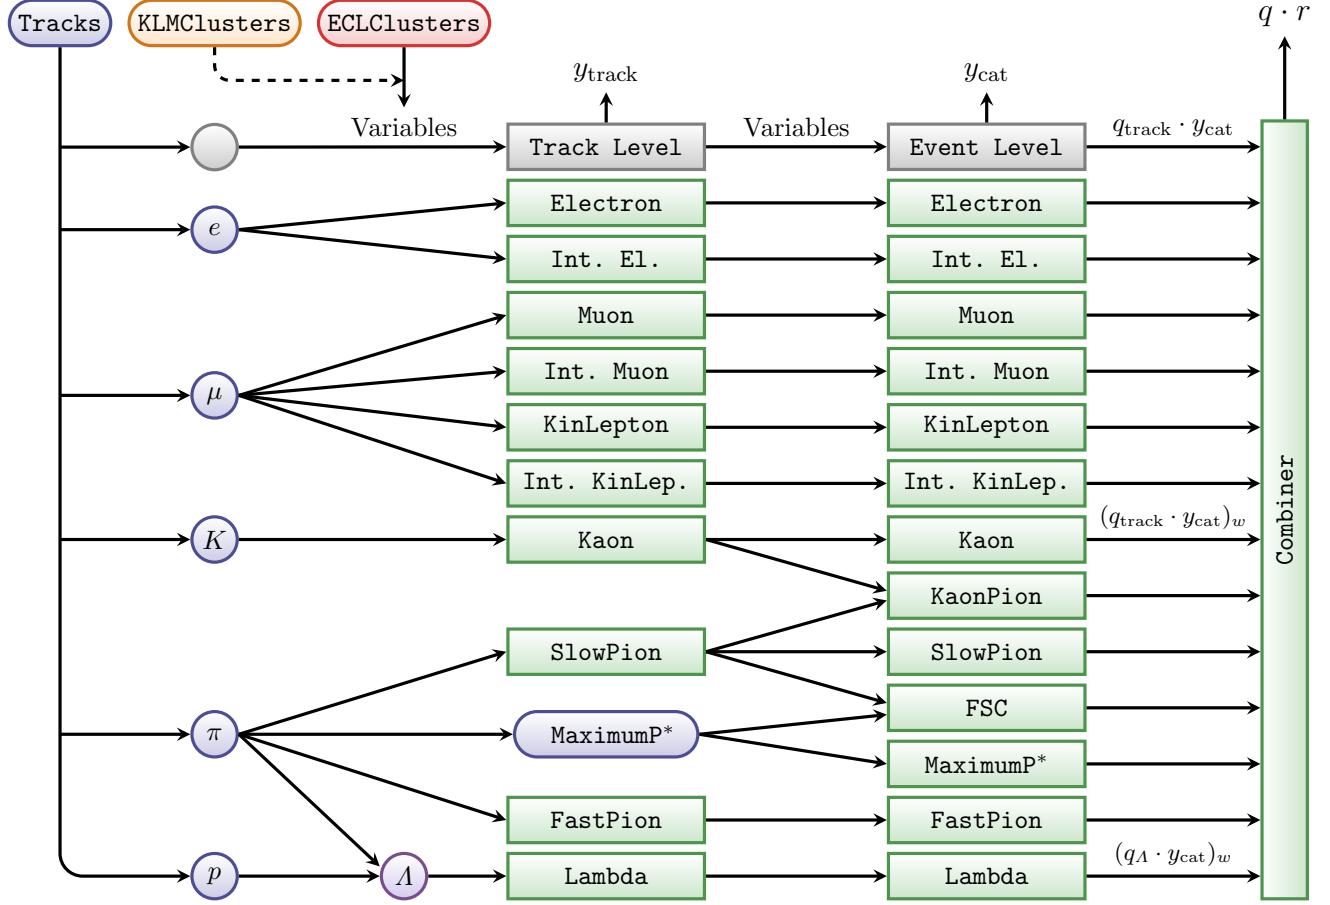 Tracks KLMClusters ECLClusters q · r
y_track y_cat
Variables Variables q_track · y_cat
Track Level Event Level
Electron Electron
e
Int. El. Int. El.
Muon Muon
Int. Muon Int. Muon
μ
KinLepton KinLepton
Int. KinLep. Int. KinLep.
Combiner
(q_track · y_cat)_w
K Kaon Kaon
KaonPion
SlowPion SlowPion
FSC
π MaximumP*
MaximumP*
FastPion FastPion
(q_Λ · y_cat)_w
p Λ Lambda Lambda